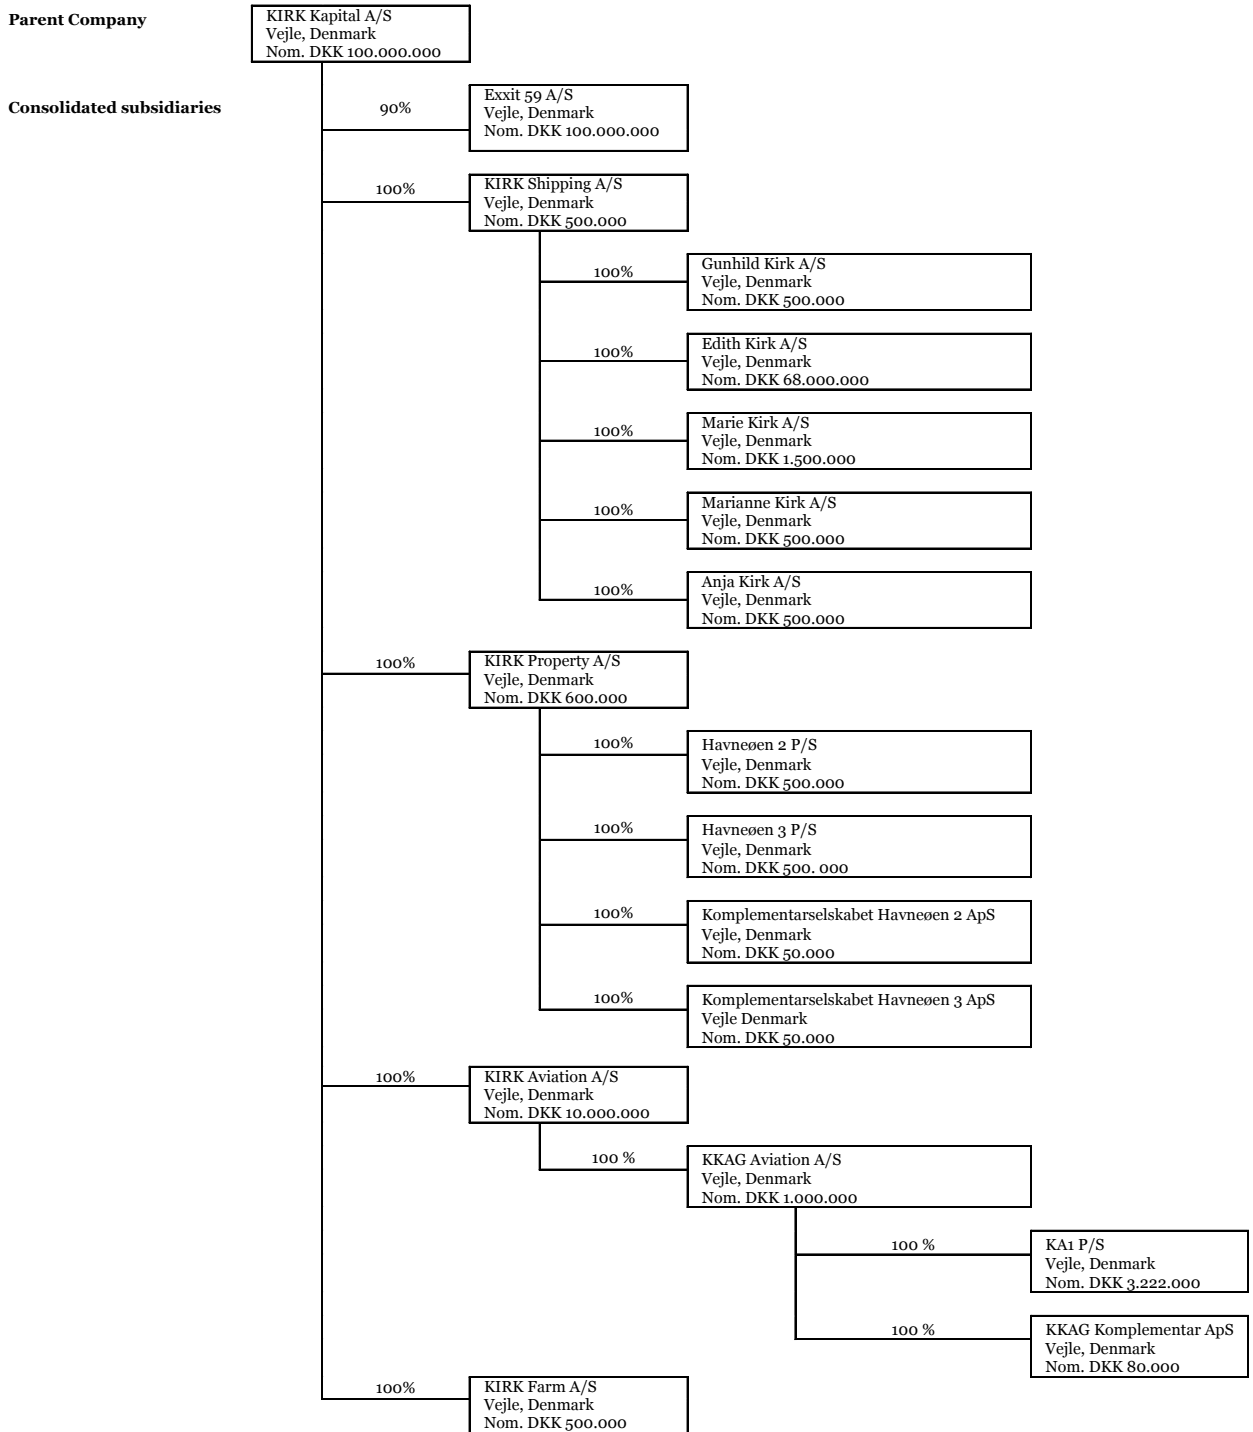 Parent Company
KIRK Kapital A/S
Vejle, Denmark
Nom. DKK 100.000.000
Consolidated subsidiaries
90%
Exxit 59 A/S
Vejle, Denmark
Nom. DKK 100.000.000
100%
KIRK Shipping A/S
Vejle, Denmark
Nom. DKK 500.000
100%
Gunhild Kirk A/S
Vejle, Denmark
Nom. DKK 500.000
100%
Edith Kirk A/S
Vejle, Denmark
Nom. DKK 68.000.000
100%
Marie Kirk A/S
Vejle, Denmark
Nom. DKK 1.500.000
100%
Marianne Kirk A/S
Vejle, Denmark
Nom. DKK 500.000
100%
Anja Kirk A/S
Vejle, Denmark
Nom. DKK 500.000
100%
KIRK Property A/S
Vejle, Denmark
Nom. DKK 600.000
100%
Havneøen 2 P/S
Vejle, Denmark
Nom. DKK 500.000
100%
Havneøen 3 P/S
Vejle, Denmark
Nom. DKK 500. 000
100%
Komplementarselskabet Havneøen 2 ApS
Vejle, Denmark
Nom. DKK 50.000
100%
Komplementarselskabet Havneøen 3 ApS
Vejle Denmark
Nom. DKK 50.000
100%
KIRK Aviation A/S
Vejle, Denmark
Nom. DKK 10.000.000
100 %
KKAG Aviation A/S
Vejle, Denmark
Nom. DKK 1.000.000
100 %
KA1 P/S
Vejle, Denmark
Nom. DKK 3.222.000
100 %
KKAG Komplementar ApS
Vejle, Denmark
Nom. DKK 80.000
100%
KIRK Farm A/S
Vejle, Denmark
Nom. DKK 500.000